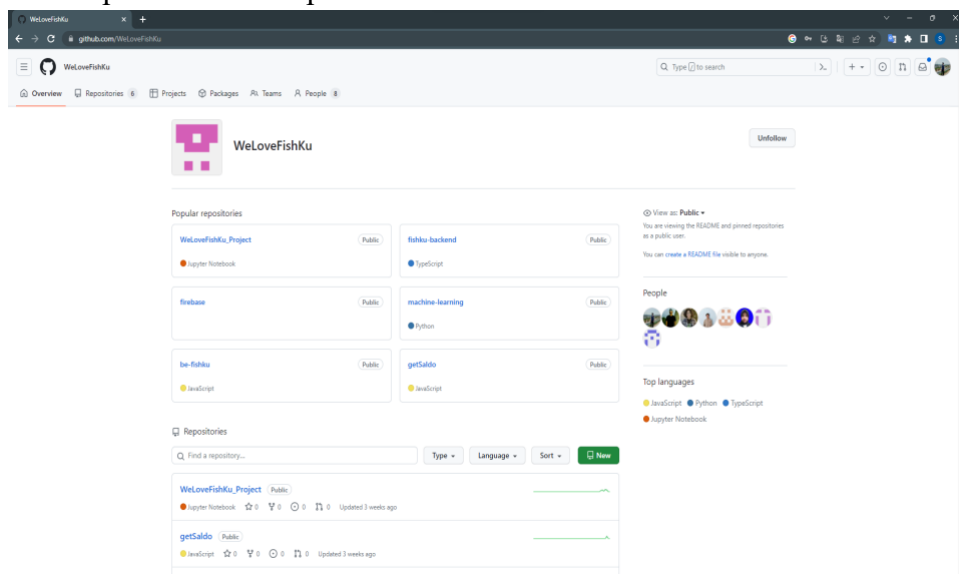 WeLoveFishKu
github.com/WeLoveFishKu
WeLoveFishKu
Type / to search
Overview Repositories 6 Projects Packages Teams People 8
WeLoveFishKu
Unfollow
Popular repositories
WeLoveFishKu_Project Public
Jupyter Notebook
fishku-backend Public
TypeScript
firebase Public
machine-learning Public
Python
be-fishku Public
JavaScript
getSaldo Public
JavaScript
View as: Public
You are viewing the README and pinned repositories
as a public user.
You can create a README file visible to anyone.
People
Top languages
JavaScript Python TypeScript
Jupyter Notebook
Repositories
Find a repository...
Type Language Sort New
WeLoveFishKu_Project Public
Jupyter Notebook 0 0 0 0 Updated 3 weeks ago
getSaldo Public
JavaScript 0 0 0 0 Updated 3 weeks ago